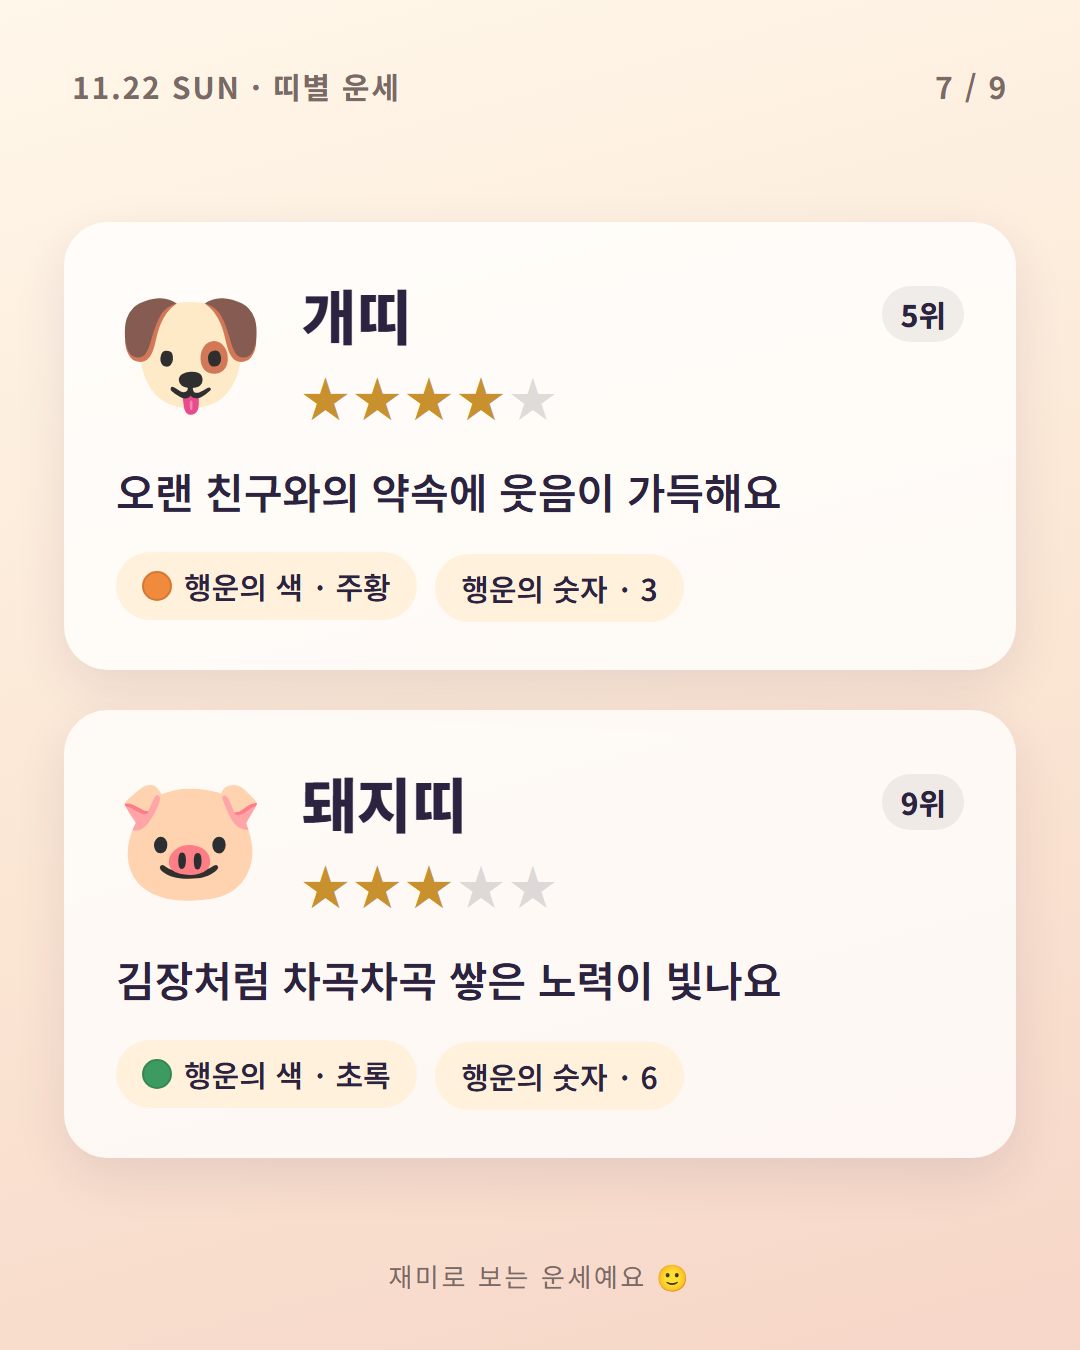 11.22 SUN · 띠별 운세
7 / 9
개띠
5위
★★★★★
오랜 친구와의 약속에 웃음이 가득해요
행운의 색 · 주황
행운의 숫자 · 3
돼지띠
9위
★★★★★
김장처럼 차곡차곡 쌓은 노력이 빛나요
행운의 색 · 초록
행운의 숫자 · 6
재미로 보는 운세예요 🙂